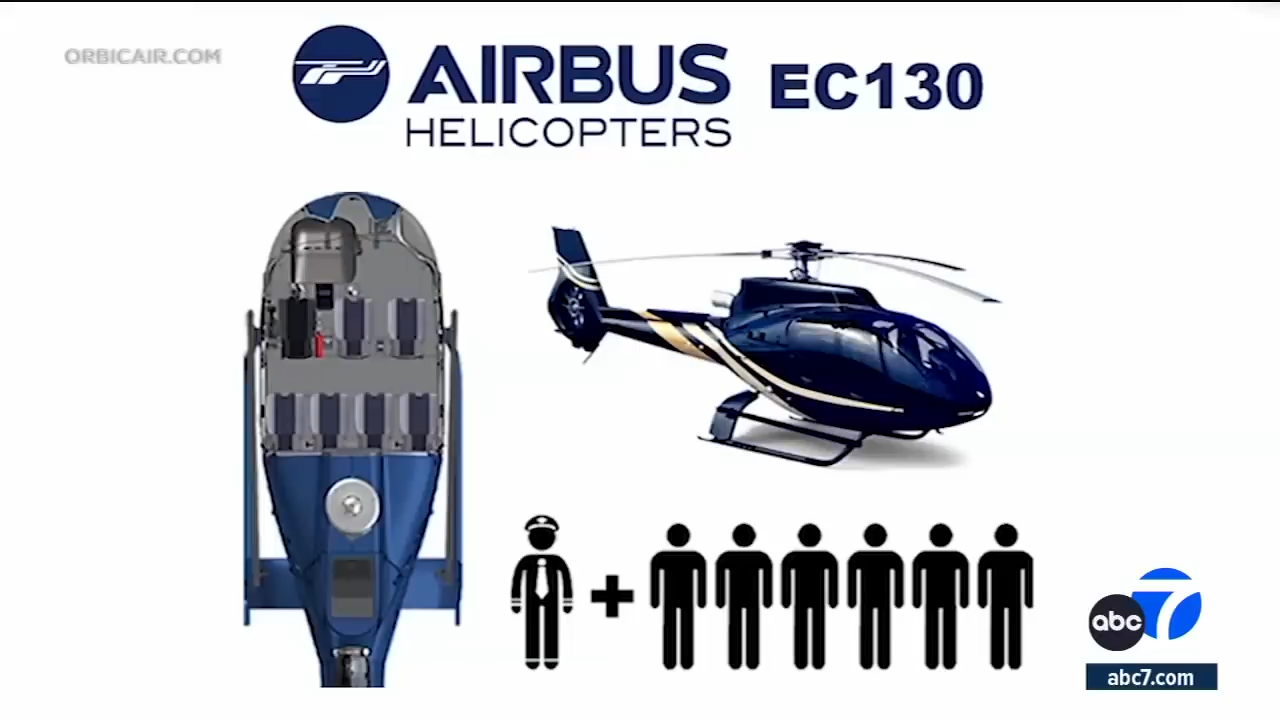 ORBICAIR.COM
AIRBUS
HELICOPTERS
EC130
abc 7
abc7.com